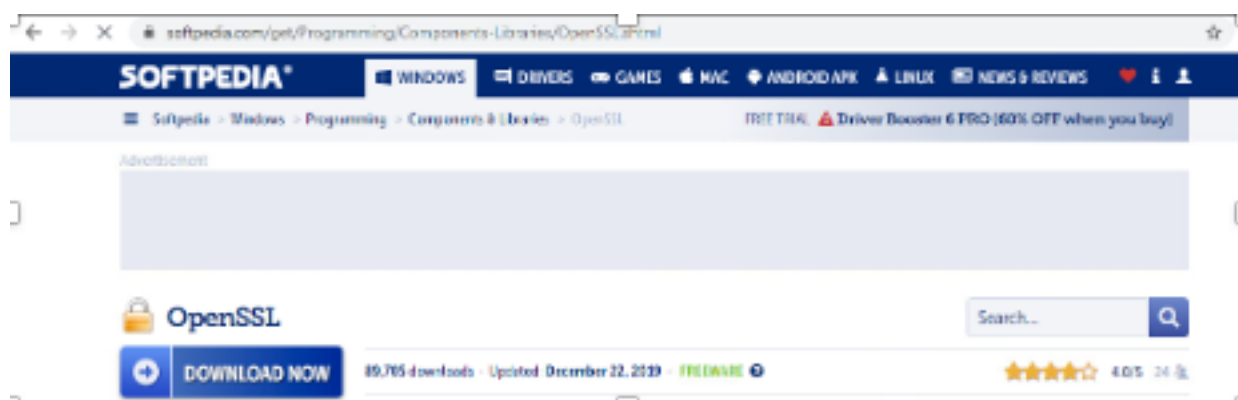 softpedia.com/get/Programming/Components-Libraries/OpenSSL.shtml
SOFTPEDIA® WINDOWS DRIVERS GAMES MAC ANDROID APK LINUX NEWS & REVIEWS
Softpedia > Windows > Programming > Components & Libraries > OpenSSL FREE TRIAL Driver Booster 6 PRO (60% OFF when you buy)
Advertisement
OpenSSL Search...
DOWNLOAD NOW 89,705 downloads - Updated December 22, 2019 - FREEWARE 4.0/5 24